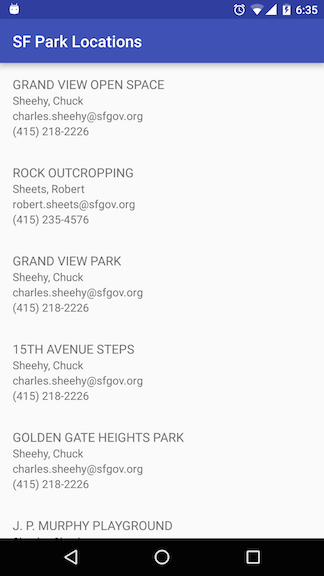 6:35
SF Park Locations
GRAND VIEW OPEN SPACE
Sheehy, Chuck
charles.sheehy@sfgov.org
(415) 218-2226
ROCK OUTCROPPING
Sheets, Robert
robert.sheets@sfgov.org
(415) 235-4576
GRAND VIEW PARK
Sheehy, Chuck
charles.sheehy@sfgov.org
(415) 218-2226
15TH AVENUE STEPS
Sheehy, Chuck
charles.sheehy@sfgov.org
(415) 218-2226
GOLDEN GATE HEIGHTS PARK
Sheehy, Chuck
charles.sheehy@sfgov.org
(415) 218-2226
J. P. MURPHY PLAYGROUND